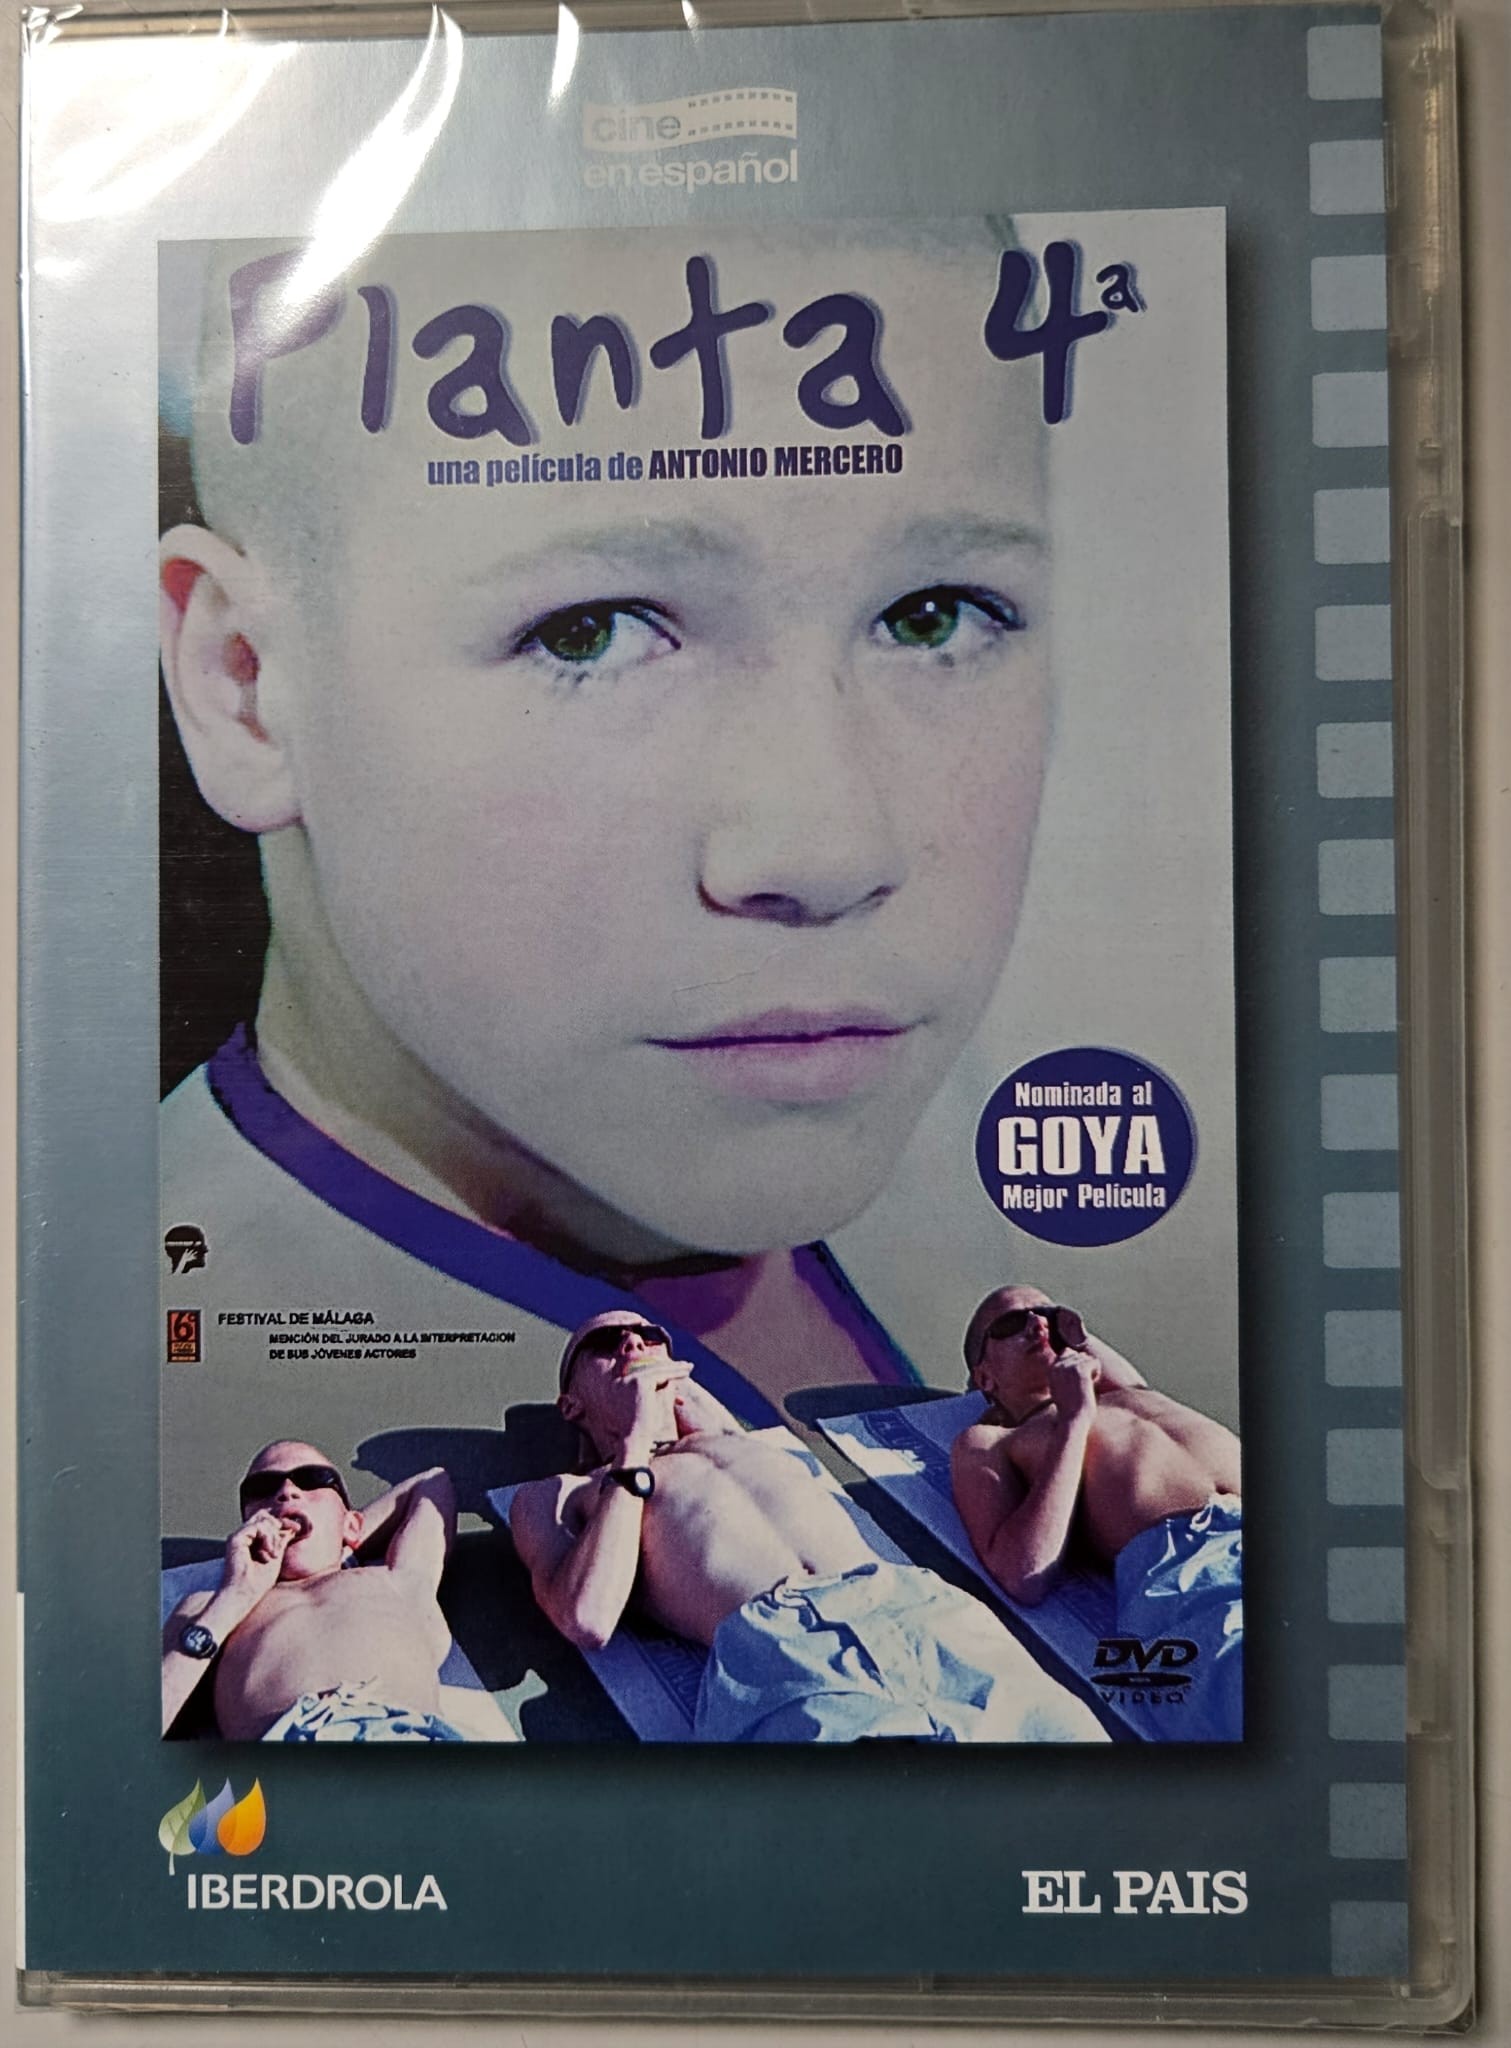 cine
en español
Planta 4ª
una película de ANTONIO MERCERO
Nominada al
GOYA
Mejor Película
6º
FESTIVAL DE MÁLAGA
MENCIÓN DEL JURADO A LA INTERPRETACION
DE SUS JÓVENES ACTORES
DVD
VIDEO
IBERDROLA
EL PAIS